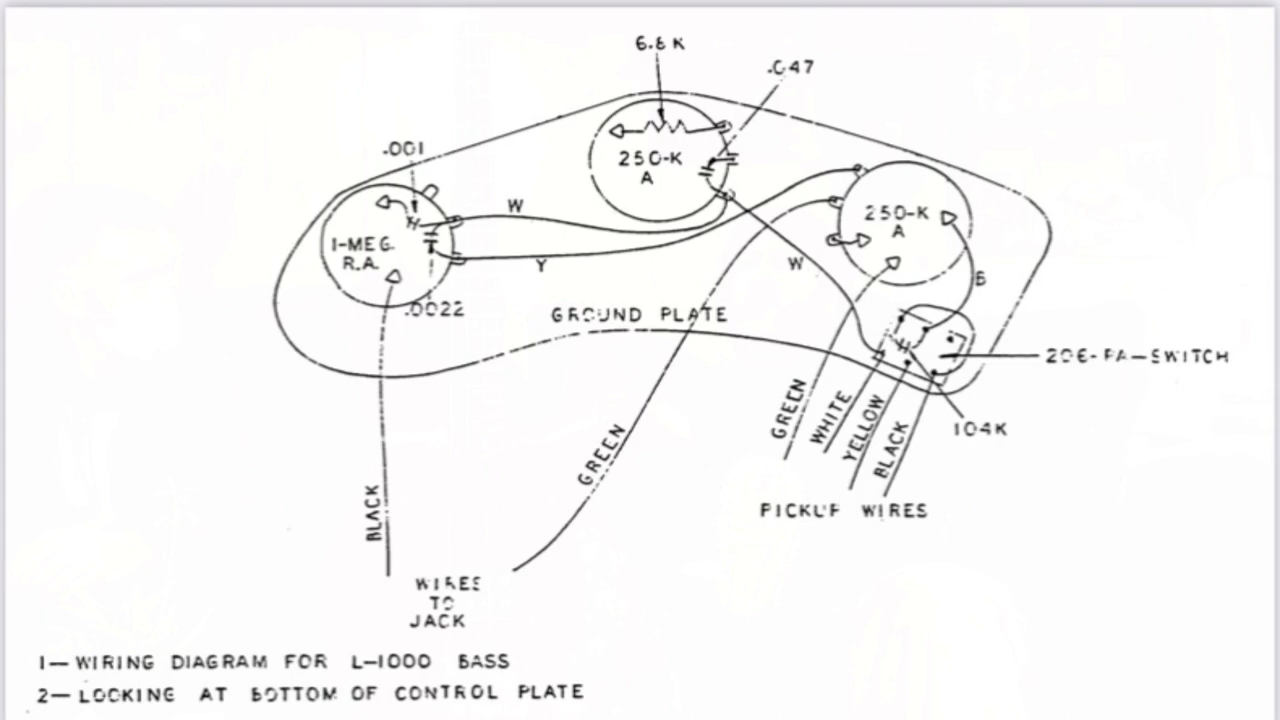 6.8 K
.047
.001
250-K
A
W
250-K
A
1-MEG.
R.A.
Y
W
B
.0022
GROUND PLATE
206-PA-SWITCH
GREEN
WHITE
YELLOW
BLACK
104K
GREEN
BLACK
PICKUP WIRES
WIRES
TO
JACK
1— WIRING DIAGRAM FOR L-1000 BASS
2— LOOKING AT BOTTOM OF CONTROL PLATE